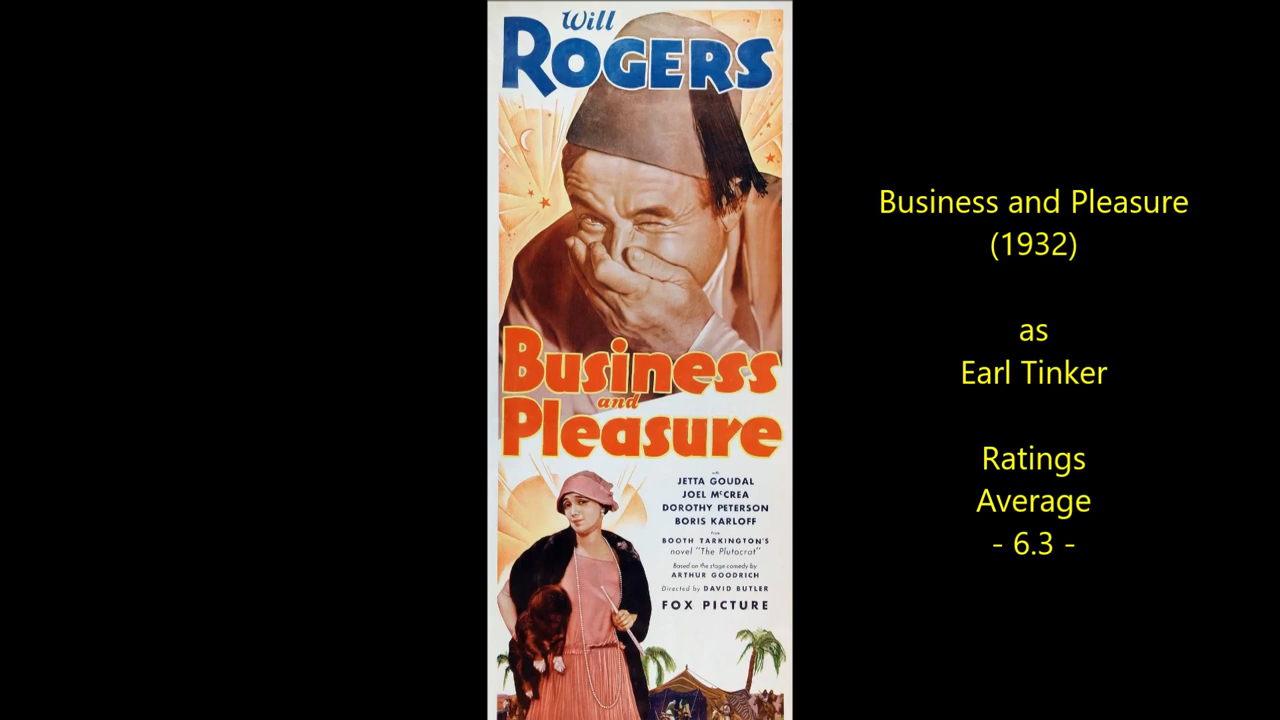 Will
ROGERS
Business
and
Pleasure
with
JETTA GOUDAL
JOEL McCREA
DOROTHY PETERSON
BORIS KARLOFF
from
BOOTH TARKINGTON'S
novel "The Plutocrat"
Based on the stage comedy by
ARTHUR GOODRICH
Directed by DAVID BUTLER
FOX PICTURE
Business and Pleasure
(1932)
as
Earl Tinker
Ratings
Average
- 6.3 -